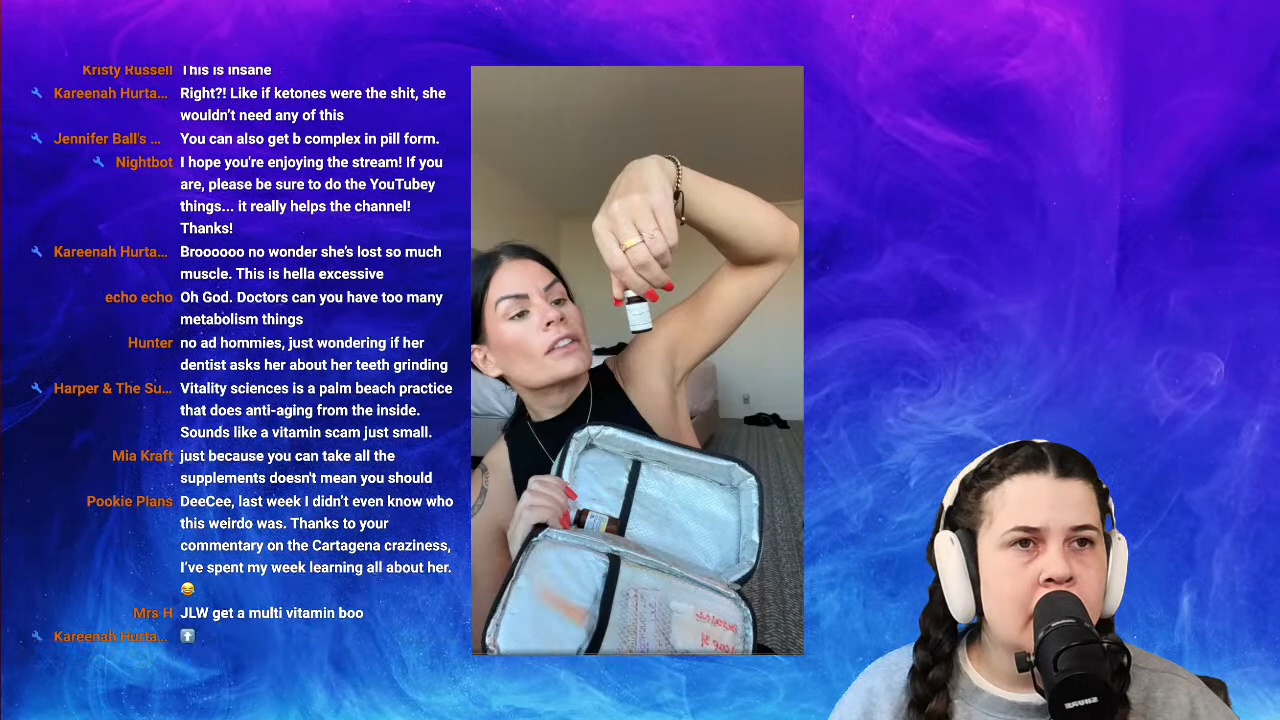 Kristy Russell This is insane
Kareenah Hurta... Right?! Like if ketones were the shit, she
wouldn't need any of this
Jennifer Ball's ... You can also get b complex in pill form.
Nightbot I hope you're enjoying the stream! If you
are, please be sure to do the YouTubey
things... it really helps the channel!
Thanks!
Kareenah Hurta... Broooooo no wonder she's lost so much
muscle. This is hella excessive
echo echo Oh God. Doctors can you have too many
metabolism things
Hunter no ad hommies, just wondering if her
dentist asks her about her teeth grinding
Harper & The Su... Vitality sciences is a palm beach practice
that does anti-aging from the inside.
Sounds like a vitamin scam just small.
Mia Kraft just because you can take all the
supplements doesn't mean you should
Pookie Plans DeeCee, last week I didn't even know who
this weirdo was. Thanks to your
commentary on the Cartagena craziness,
I've spent my week learning all about her.
😂
Mrs H JLW get a multi vitamin boo
Kareenah Hurta... ⬆️
SHURE